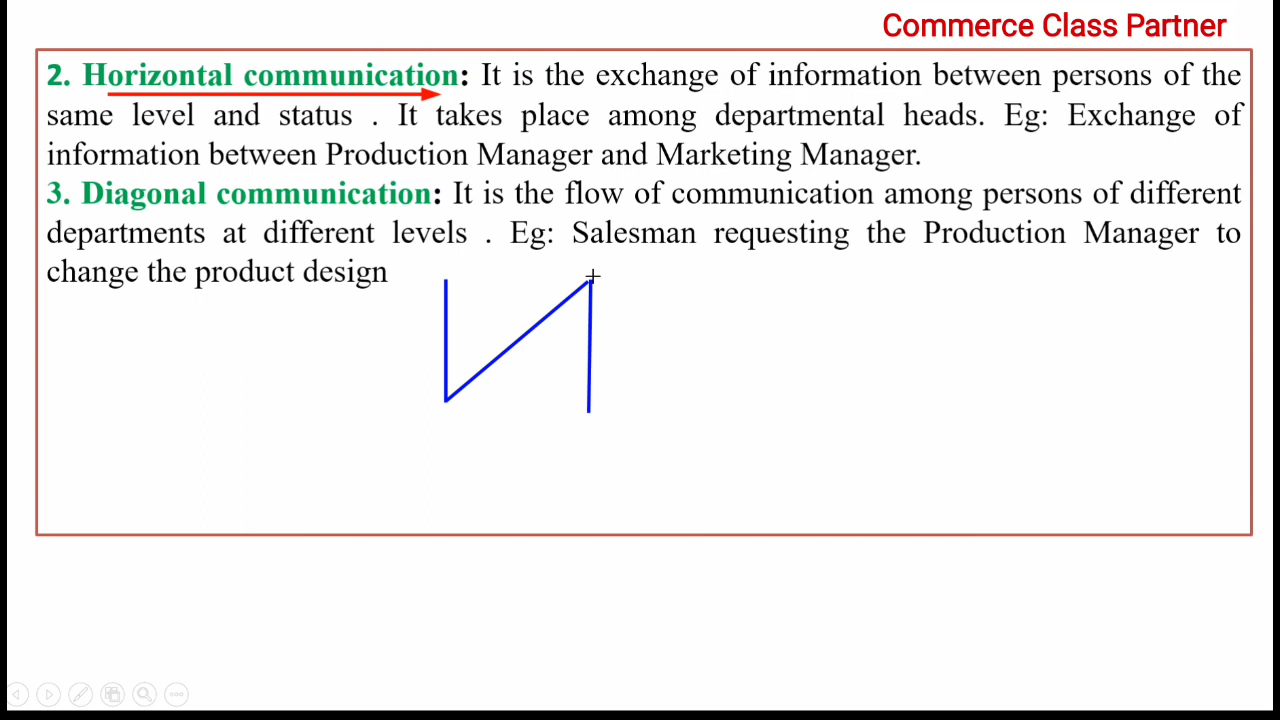 Commerce Class Partner
2. Horizontal communication: It is the exchange of information between persons of the
same level and status . It takes place among departmental heads. Eg: Exchange of
information between Production Manager and Marketing Manager.
3. Diagonal communication: It is the flow of communication among persons of different
departments at different levels . Eg: Salesman requesting the Production Manager to
change the product design